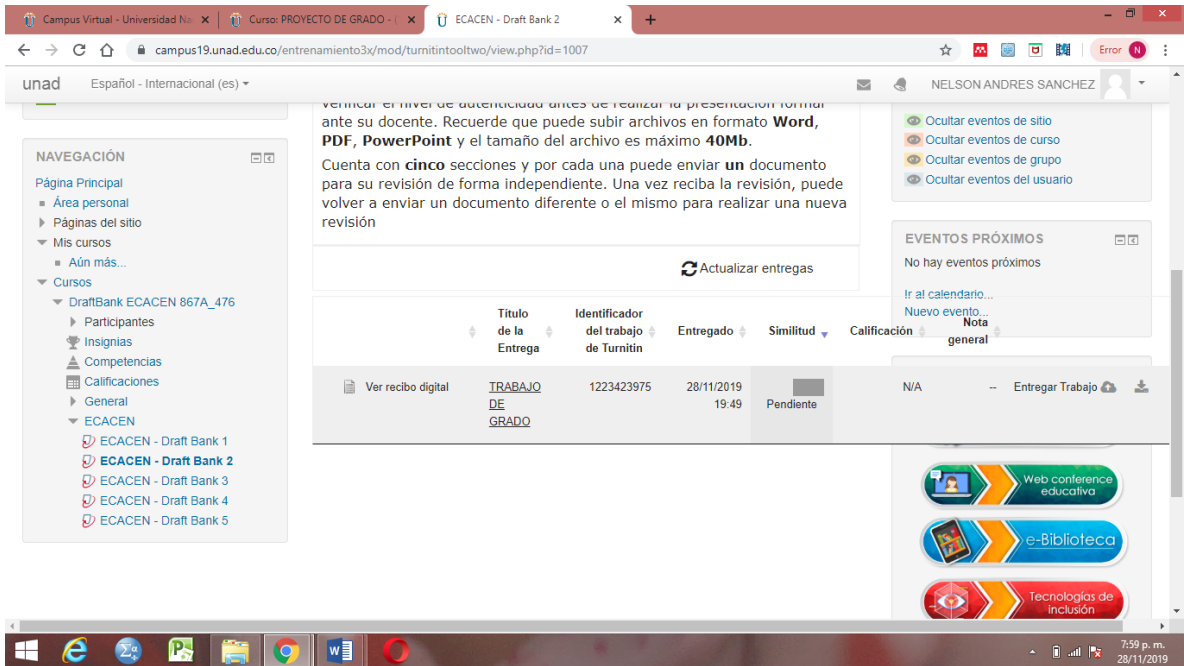 Campus Virtual - Universidad Na
Curso: PROYECTO DE GRADO - (
ECACEN - Draft Bank 2
campus19.unad.edu.co/entrenamiento3x/mod/turnitintooltwo/view.php?id=1007
Error N
unad
Español - Internacional (es)
NELSON ANDRES SANCHEZ
NAVEGACIÓN
Página Principal
Área personal
Páginas del sitio
Mis cursos
Aún más...
Cursos
DraftBank ECACEN 867A_476
Participantes
Insignias
Competencias
Calificaciones
General
ECACEN
ECACEN - Draft Bank 1
ECACEN - Draft Bank 2
ECACEN - Draft Bank 3
ECACEN - Draft Bank 4
ECACEN - Draft Bank 5
verificar el nivel de autenticidad antes de realizar la presentación formal
ante su docente. Recuerde que puede subir archivos en formato Word,
PDF, PowerPoint y el tamaño del archivo es máximo 40Mb.
Cuenta con cinco secciones y por cada una puede enviar un documento
para su revisión de forma independiente. Una vez reciba la revisión, puede
volver a enviar un documento diferente o el mismo para realizar una nueva
revisión
Actualizar entregas
Título de la Entrega
Identificador del trabajo de Turnitin
Entregado
Similitud
Calificación
Nota general
Ver recibo digital
TRABAJO DE GRADO
1223423975
28/11/2019 19:49
Pendiente
N/A
--
Entregar Trabajo
Ocultar eventos de sitio
Ocultar eventos de curso
Ocultar eventos de grupo
Ocultar eventos del usuario
EVENTOS PRÓXIMOS
No hay eventos próximos
Ir al calendario...
Nuevo evento...
Web conference
educativa
e-Biblioteca
Tecnologías de
inclusión
7:59 p. m.
28/11/2019